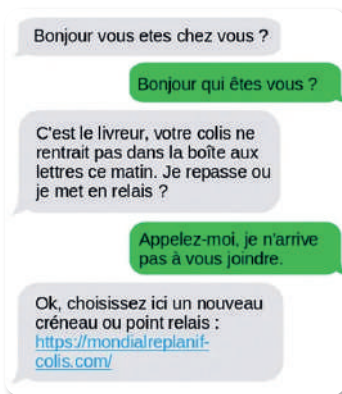 Bonjour vous etes chez vous ?
Bonjour qui êtes vous ?
C'est le livreur, votre colis ne
rentrait pas dans la boîte aux
lettres ce matin. Je repasse ou
je met en relais ?
Appelez-moi, je n'arrive
pas à vous joindre.
Ok, choisissez ici un nouveau
créneau ou point relais :
https://mondialreplanif-
colis.com/